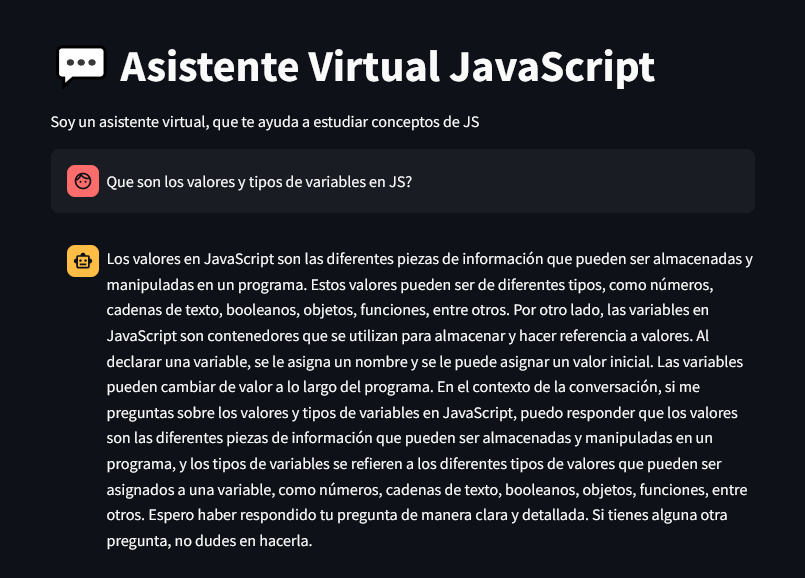 Asistente Virtual JavaScript
Soy un asistente virtual, que te ayuda a estudiar conceptos de JS
Que son los valores y tipos de variables en JS?
Los valores en JavaScript son las diferentes piezas de información que pueden ser almacenadas y
manipuladas en un programa. Estos valores pueden ser de diferentes tipos, como números,
cadenas de texto, booleanos, objetos, funciones, entre otros. Por otro lado, las variables en
JavaScript son contenedores que se utilizan para almacenar y hacer referencia a valores. Al
declarar una variable, se le asigna un nombre y se le puede asignar un valor inicial. Las variables
pueden cambiar de valor a lo largo del programa. En el contexto de la conversación, si me
preguntas sobre los valores y tipos de variables en JavaScript, puedo responder que los valores
son las diferentes piezas de información que pueden ser almacenadas y manipuladas en un
programa, y los tipos de variables se refieren a los diferentes tipos de valores que pueden ser
asignados a una variable, como números, cadenas de texto, booleanos, objetos, funciones, entre
otros. Espero haber respondido tu pregunta de manera clara y detallada. Si tienes alguna otra
pregunta, no dudes en hacerla.